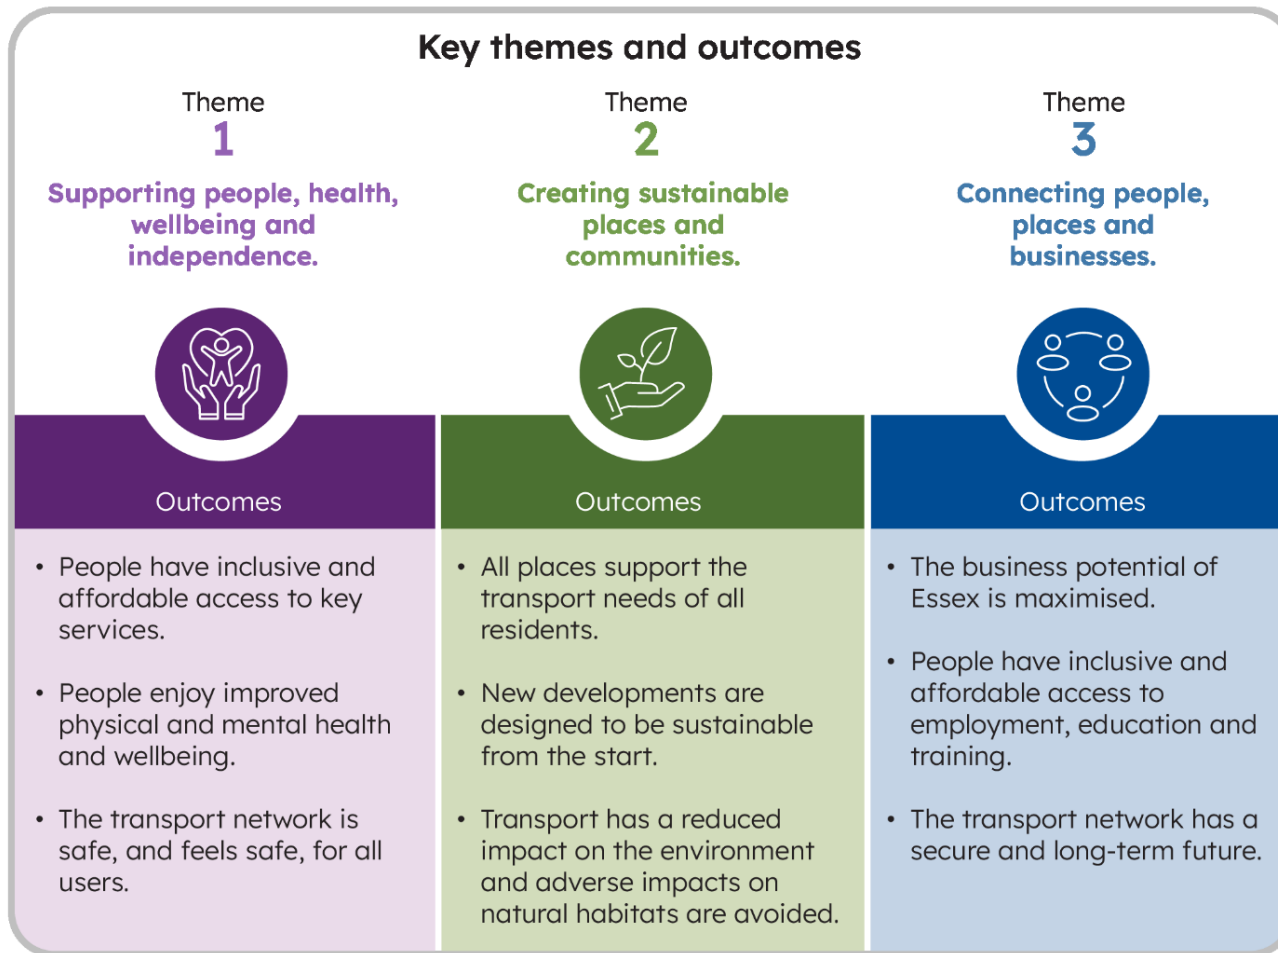 Key themes and outcomes
Theme
1
Supporting people, health,
wellbeing and
independence.
Outcomes
• People have inclusive and
affordable access to key
services.
• People enjoy improved
physical and mental health
and wellbeing.
• The transport network is
safe, and feels safe, for all
users.
Theme
2
Creating sustainable
places and
communities.
Outcomes
• All places support the
transport needs of all
residents.
• New developments are
designed to be sustainable
from the start.
• Transport has a reduced
impact on the environment
and adverse impacts on
natural habitats are avoided.
Theme
3
Connecting people,
places and
businesses.
Outcomes
• The business potential of
Essex is maximised.
• People have inclusive and
affordable access to
employment, education and
training.
• The transport network has a
secure and long-term future.